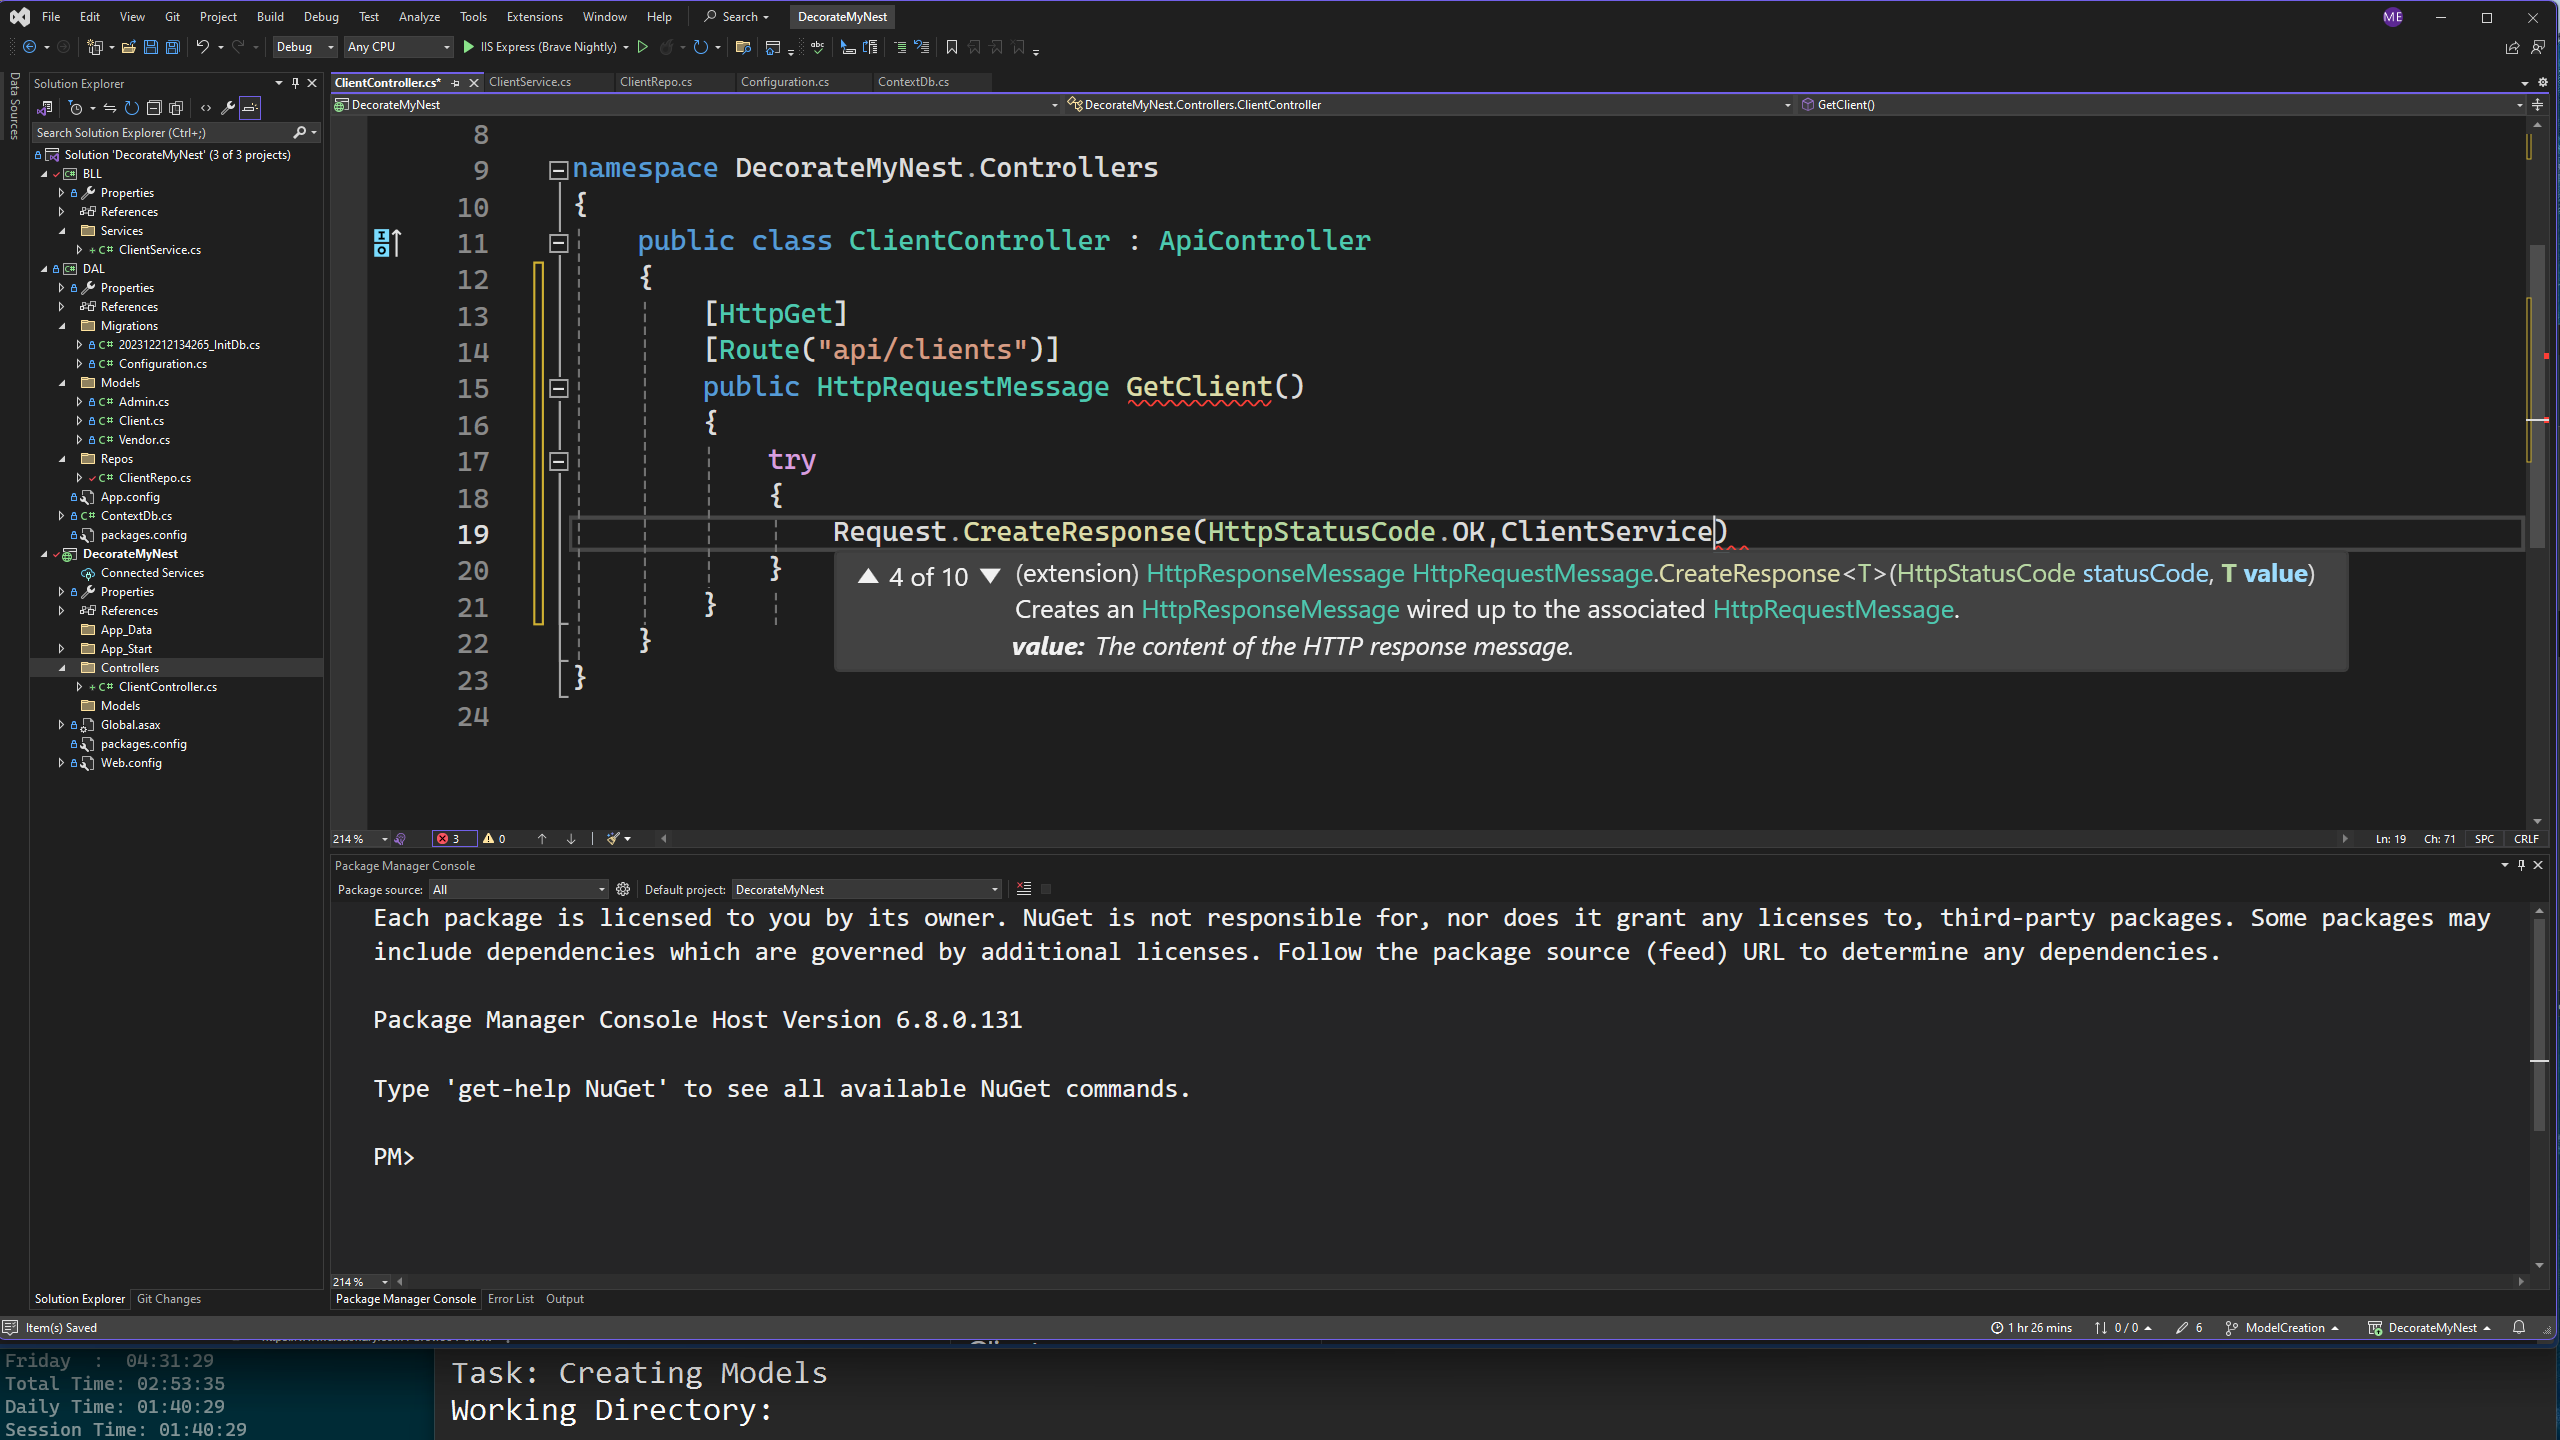 File Edit View Git Project Build Debug Test Analyze Tools Extensions Window Help Search DecorateMyNest ME
Debug Any CPU IIS Express (Brave Nightly)
Data Sources
Solution Explorer
Search Solution Explorer (Ctrl+;)
Solution 'DecorateMyNest' (3 of 3 projects)
BLL
Properties
References
Services
C# ClientService.cs
DAL
Properties
References
Migrations
C# 202312212134265_InitDb.cs
C# Configuration.cs
Models
C# Admin.cs
C# Client.cs
C# Vendor.cs
Repos
C# ClientRepo.cs
App.config
C# ContextDb.cs
packages.config
DecorateMyNest
Connected Services
Properties
References
App_Data
App_Start
Controllers
C# ClientController.cs
Models
Global.asax
packages.config
Web.config
Solution Explorer Git Changes
ClientController.cs* ClientService.cs ClientRepo.cs Configuration.cs ContextDb.cs
DecorateMyNest DecorateMyNest.Controllers.ClientController GetClient()
8
9 namespace DecorateMyNest.Controllers
10 {
11 public class ClientController : ApiController
12 {
13 [HttpGet]
14 [Route("api/clients")]
15 public HttpRequestMessage GetClient()
16 {
17 try
18 {
19 Request.CreateResponse(HttpStatusCode.OK,ClientService)
20 }
21 }
22 }
23 }
24
▲ 4 of 10 ▼ (extension) HttpResponseMessage HttpRequestMessage.CreateResponse<T>(HttpStatusCode statusCode, T value)
Creates an HttpResponseMessage wired up to the associated HttpRequestMessage.
value: The content of the HTTP response message.
214 % 3 0 Ln: 19 Ch: 71 SPC CRLF
Package Manager Console
Package source: All Default project: DecorateMyNest
Each package is licensed to you by its owner. NuGet is not responsible for, nor does it grant any licenses to, third-party packages. Some packages may
include dependencies which are governed by additional licenses. Follow the package source (feed) URL to determine any dependencies.
Package Manager Console Host Version 6.8.0.131
Type 'get-help NuGet' to see all available NuGet commands.
PM>
214 %
Package Manager Console Error List Output
Item(s) Saved 1 hr 26 mins 0 / 0 6 ModelCreation DecorateMyNest
Friday : 04:31:29
Total Time: 02:53:35
Daily Time: 01:40:29
Session Time: 01:40:29
Task: Creating Models
Working Directory: